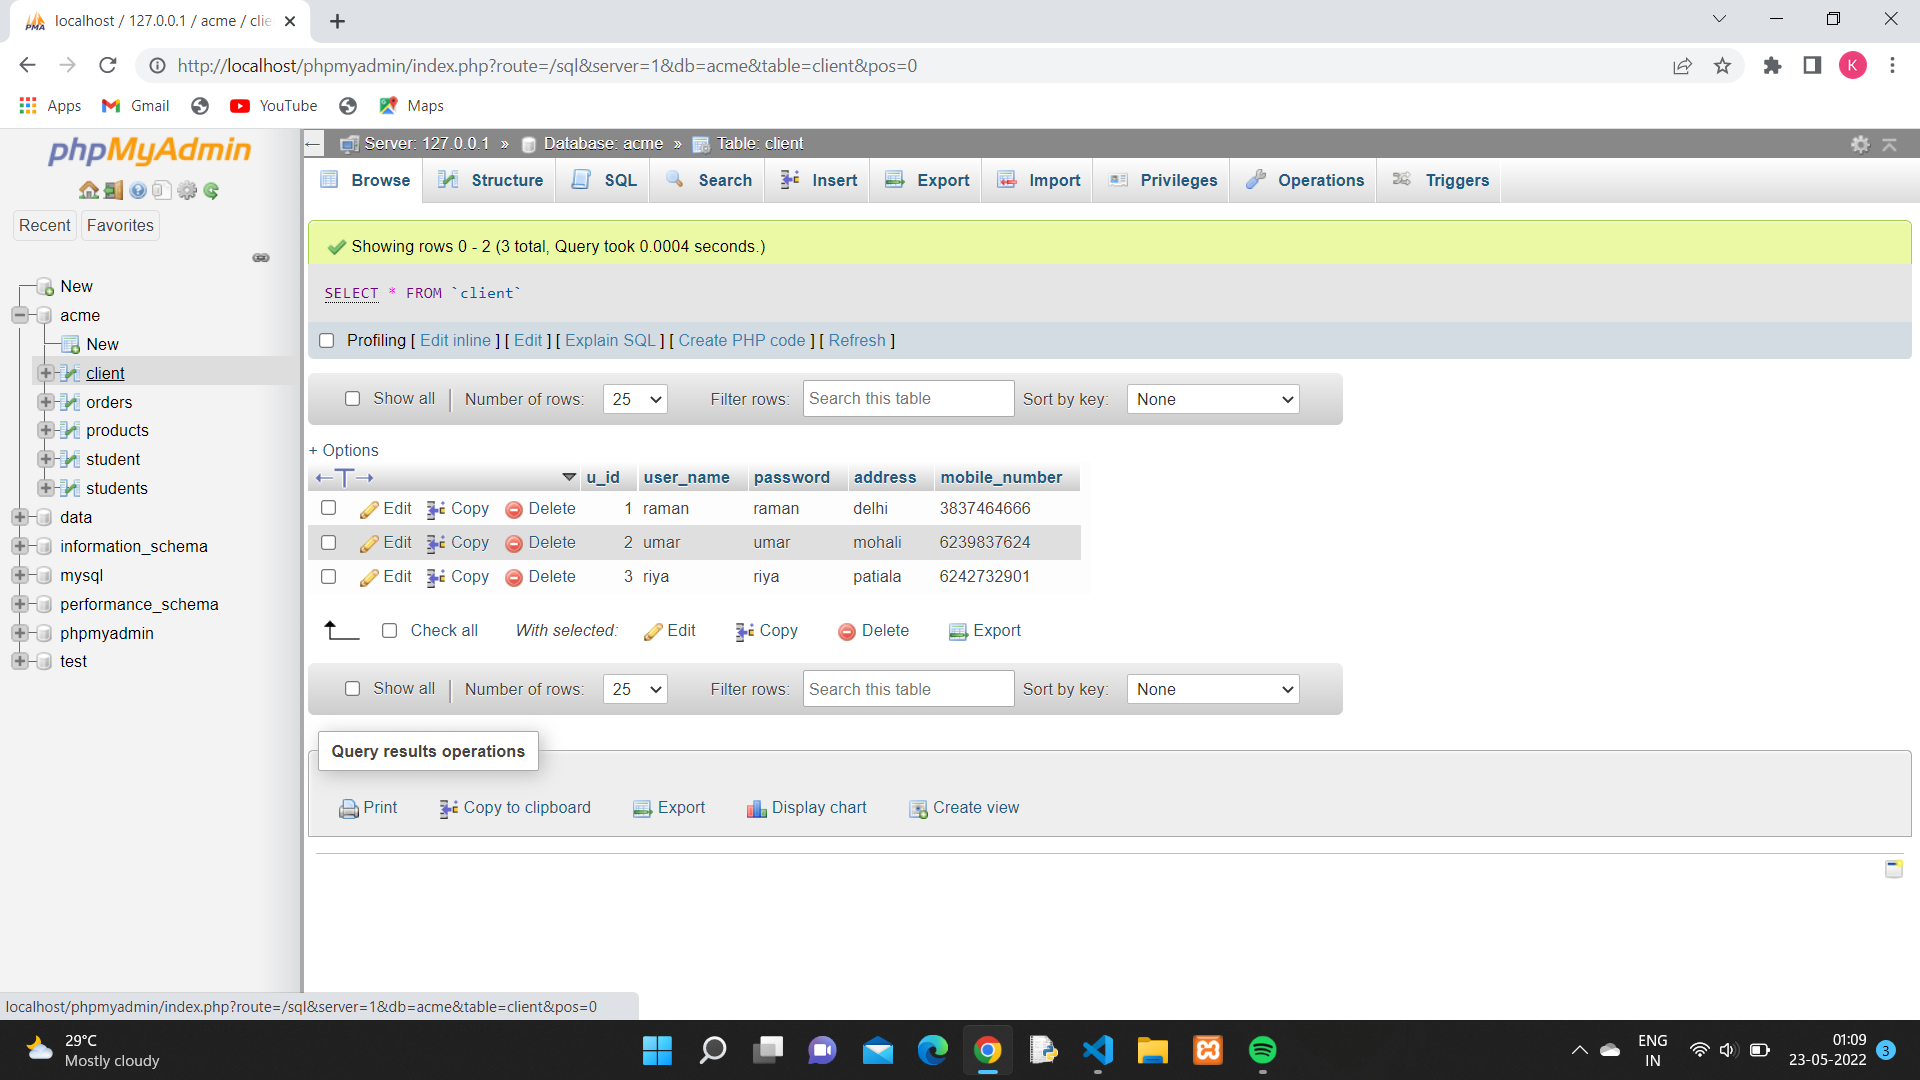 localhost / 127.0.0.1 / acme / clie
http://localhost/phpmyadmin/index.php?route=/sql&server=1&db=acme&table=client&pos=0
K
Apps Gmail YouTube Maps
phpMyAdmin
Recent Favorites
New
acme
New
client
orders
products
student
students
data
information_schema
mysql
performance_schema
phpmyadmin
test
Server: 127.0.0.1 » Database: acme » Table: client
Browse Structure SQL Search Insert Export Import Privileges Operations Triggers
Showing rows 0 - 2 (3 total, Query took 0.0004 seconds.)
SELECT * FROM `client`
Profiling [ Edit inline ] [ Edit ] [ Explain SQL ] [ Create PHP code ] [ Refresh ]
Show all Number of rows: 25 Filter rows: Search this table Sort by key: None
+ Options
←T→ u_id user_name password address mobile_number
Edit Copy Delete 1 raman raman delhi 3837464666
Edit Copy Delete 2 umar umar mohali 6239837624
Edit Copy Delete 3 riya riya patiala 6242732901
Check all With selected: Edit Copy Delete Export
Show all Number of rows: 25 Filter rows: Search this table Sort by key: None
Query results operations
Print Copy to clipboard Export Display chart Create view
localhost/phpmyadmin/index.php?route=/sql&server=1&db=acme&table=client&pos=0
29°C
Mostly cloudy
ENG
IN
01:09
23-05-2022
3